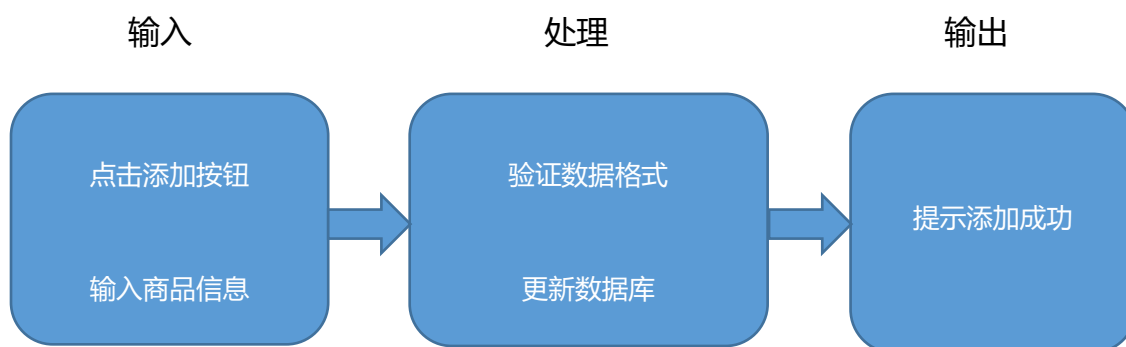 输入
处理
输出
点击添加按钮
输入商品信息
验证数据格式
更新数据库
提示添加成功